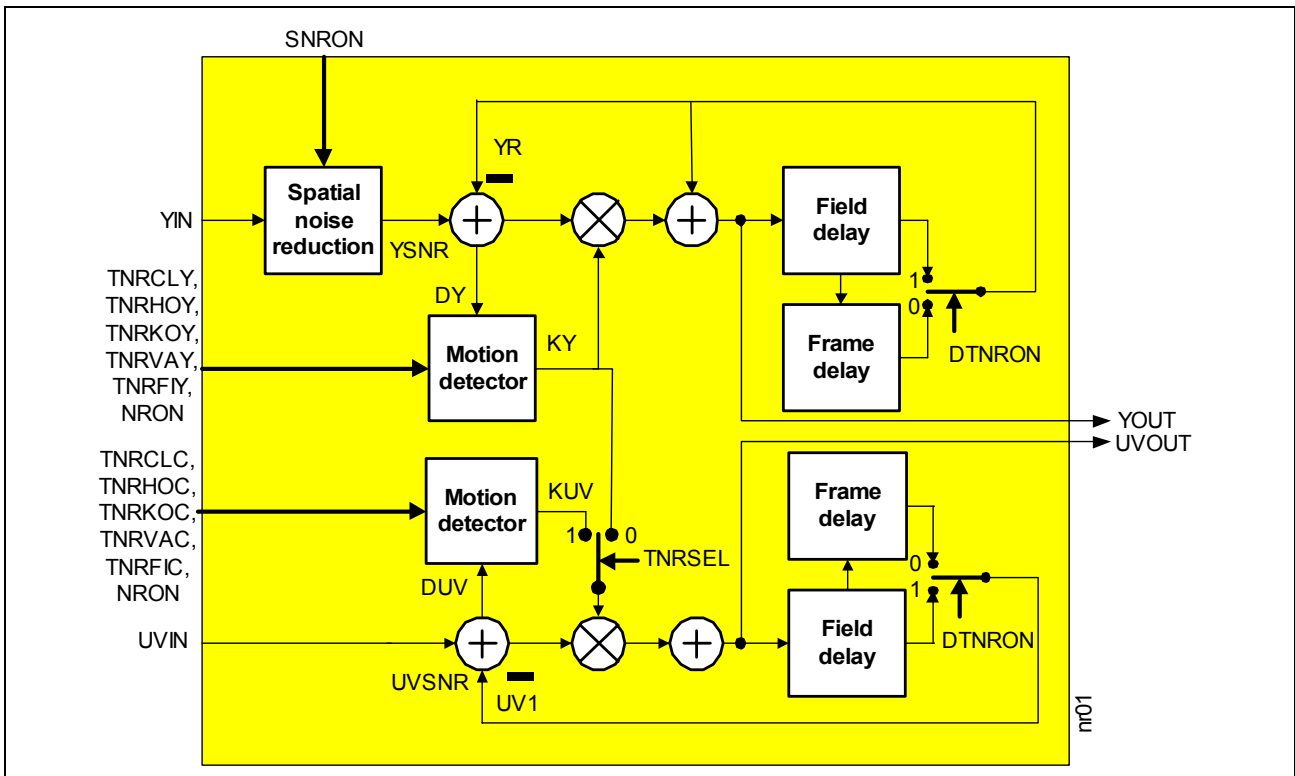 SNRON
YR
Spatial
noise
reduction
Field
delay
YIN
YSNR
1
0
DY
TNRCLY,
TNRHOY,
TNRKOY,
TNRVAY,
TNRFIY,
NRON
Motion
detector
KY
Frame
delay
DTNRON
YOUT
UVOUT
TNRCLC,
TNRHOC,
TNRKOC,
TNRVAC,
TNRFIC,
NRON
Motion
detector
KUV
1
0
TNRSEL
Frame
delay
0
1
DUV
UVIN
UVSNR
UV1
Field
delay
DTNRON
nr01